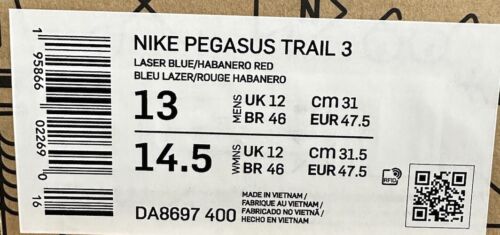 NIKE PEGASUS TRAIL 3
LASER BLUE/HABANERO RED
BLEU LAZER/ROUGE HABANERO
13 MENS UK 12 cm 31
BR 46 EUR 47.5
14.5 WMNS UK 12 cm 31.5
BR 46 EUR 47.5
RFID
MADE IN VIETNAM /
FABRIQUE AU VIETNAM /
FABRICADO NO VIETNÃ /
HECHO EN VIETNAM
DA8697 400
1 95866 02269 0 16